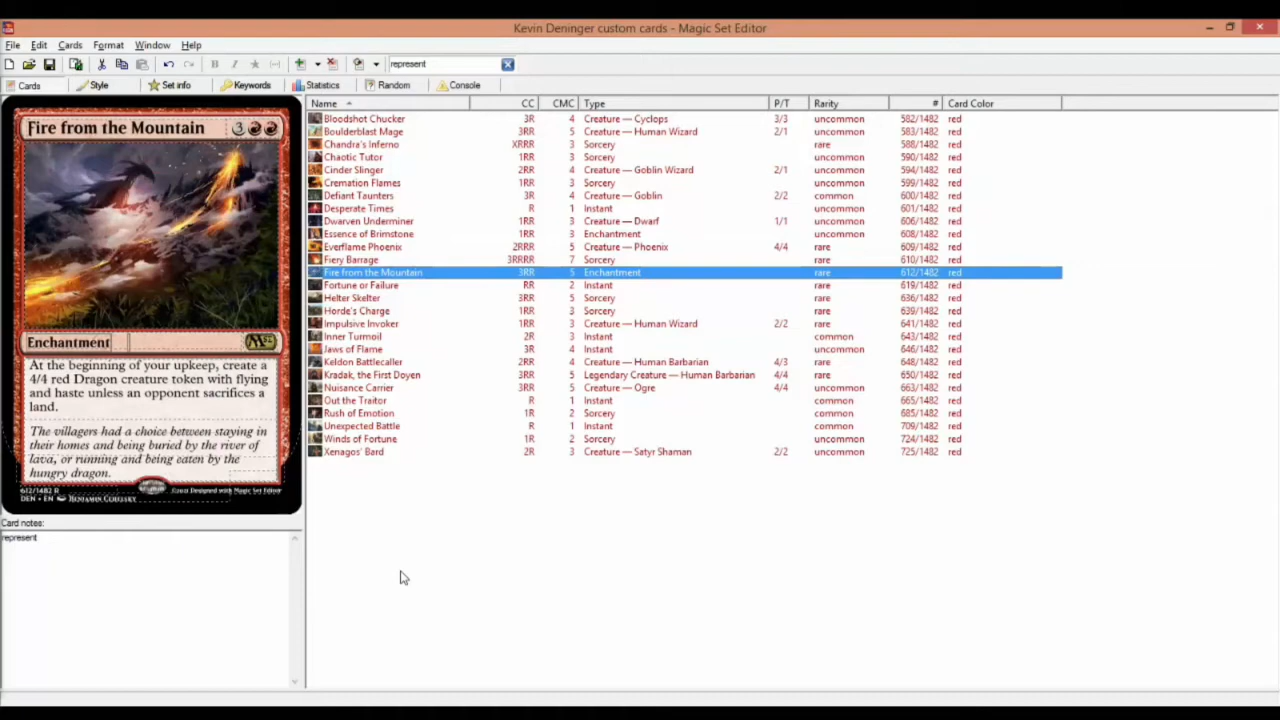 Kevin Deninger custom cards - Magic Set Editor
File Edit Cards Format Window Help
represent
Cards Style Set info Keywords Statistics Random Console
Fire from the Mountain 3
Enchantment
At the beginning of your upkeep, create a
4/4 red Dragon creature token with flying
and haste unless an opponent sacrifices a
land.
The villagers had a choice between staying in
their homes and being buried by the river of
lava, or running and being eaten by the
hungry dragon.
612/1482 R
DEN • EN
Card notes:
represent
Name CC CMC Type P/T Rarity # Card Color
Bloodshot Chucker 3R 4 Creature — Cyclops 3/3 uncommon 582/1482 red
Boulderblast Mage 3RR 5 Creature — Human Wizard 2/1 uncommon 583/1482 red
Chandra's Inferno XRRR 3 Sorcery rare 588/1482 red
Chaotic Tutor 1RR 3 Sorcery uncommon 590/1482 red
Cinder Slinger 2RR 4 Creature — Goblin Wizard 2/1 uncommon 594/1482 red
Cremation Flames 1RR 3 Sorcery uncommon 599/1482 red
Defiant Taunters 3R 4 Creature — Goblin 2/2 common 600/1482 red
Desperate Times R 1 Instant uncommon 601/1482 red
Dwarven Underminer 1RR 3 Creature — Dwarf 1/1 uncommon 606/1482 red
Essence of Brimstone 1RR 3 Enchantment uncommon 608/1482 red
Everflame Phoenix 2RRR 5 Creature — Phoenix 4/4 rare 609/1482 red
Fiery Barrage 3RRRR 7 Sorcery rare 610/1482 red
Fire from the Mountain 3RR 5 Enchantment rare 612/1482 red
Fortune or Failure RR 2 Instant rare 619/1482 red
Helter Skelter 3RR 5 Sorcery rare 636/1482 red
Horde's Charge 1RR 3 Sorcery rare 639/1482 red
Impulsive Invoker 1RR 3 Creature — Human Wizard 2/2 rare 641/1482 red
Inner Turmoil 2R 3 Instant common 643/1482 red
Jaws of Flame 3R 4 Instant uncommon 646/1482 red
Keldon Battlecaller 2RR 4 Creature — Human Barbarian 4/3 rare 648/1482 red
Kradak, the First Doyen 3RR 5 Legendary Creature — Human Barbarian 4/4 rare 650/1482 red
Nuisance Carrier 3RR 5 Creature — Ogre 4/4 uncommon 663/1482 red
Out the Traitor R 1 Instant common 665/1482 red
Rush of Emotion 1R 2 Sorcery common 685/1482 red
Unexpected Battle R 1 Instant common 709/1482 red
Winds of Fortune 1R 2 Sorcery uncommon 724/1482 red
Xenagos' Bard 2R 3 Creature — Satyr Shaman 2/2 uncommon 725/1482 red